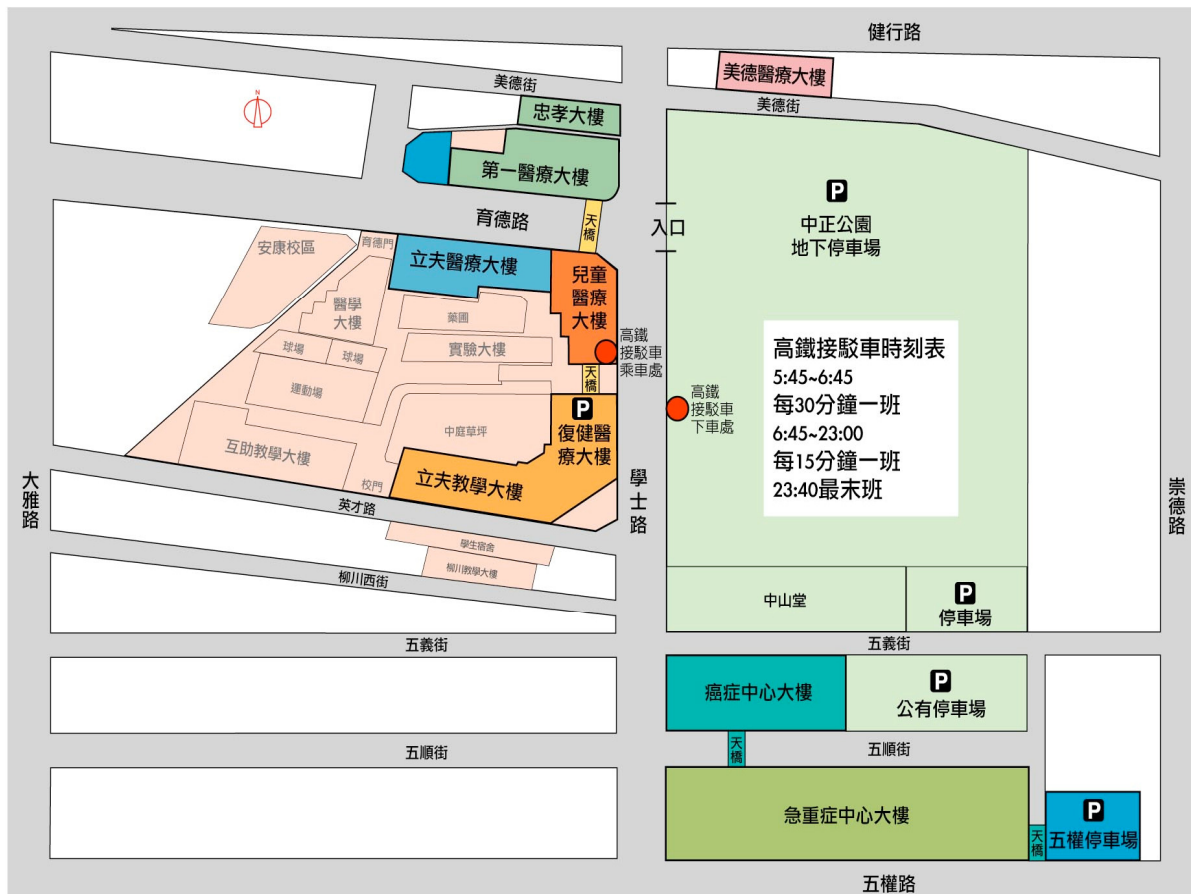 健行路
美德街
美德醫療大樓
美德街
N
忠孝大樓
第一醫療大樓
P
中正公園
地下停車場
育德路
天橋
入口
安康校區
育德門
立夫醫療大樓
兒童
醫療
大樓
醫學
大樓
藥圃
高鐵
接駁車
乘車處
球場
球場
實驗大樓
天橋
高鐵接駁車時刻表
5:45~6:45
每30分鐘一班
6:45~23:00
每15分鐘一班
23:40最末班
運動場
高鐵
接駁車
下車處
P
復健醫
療大樓
中庭草坪
互助教學大樓
立夫教學大樓
校門
大雅路
英才路
學士路
崇德路
學生宿舍
柳川教學大樓
柳川西街
中山堂
P
停車場
五義街
五義街
癌症中心大樓
P
公有停車場
天橋
五順街
五順街
急重症中心大樓
天橋
P
五權停車場
五權路